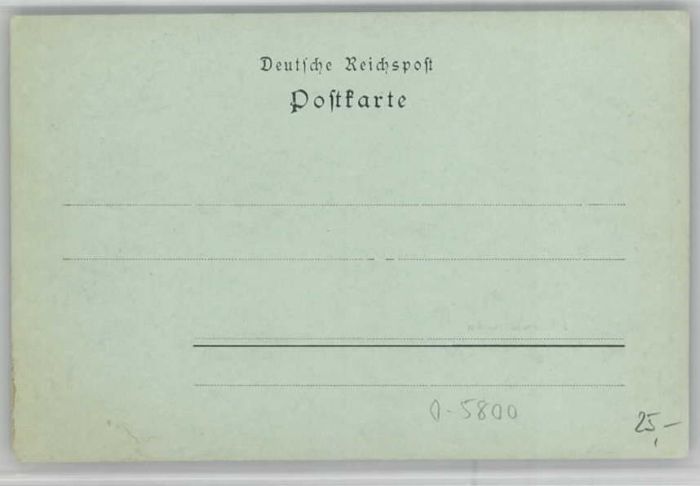 Deutſche Reichspoſt
Poſtkarte
0-5800
25,-